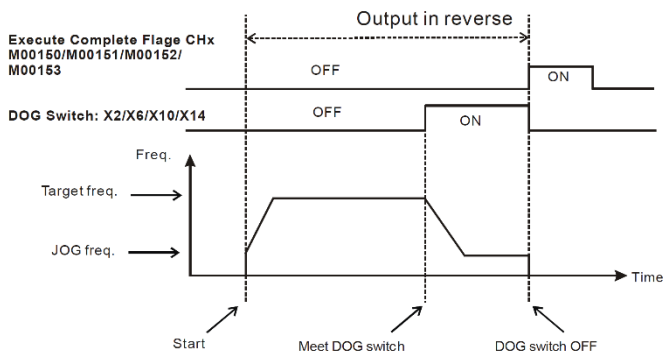 Output in reverse
Execute Complete Flage CHx
M00150/M00151/M00152/
M00153
OFF
ON
DOG Switch: X2/X6/X10/X14
OFF
ON
Freq.
Target freq.
JOG freq.
Time
Start
Meet DOG switch
DOG switch OFF